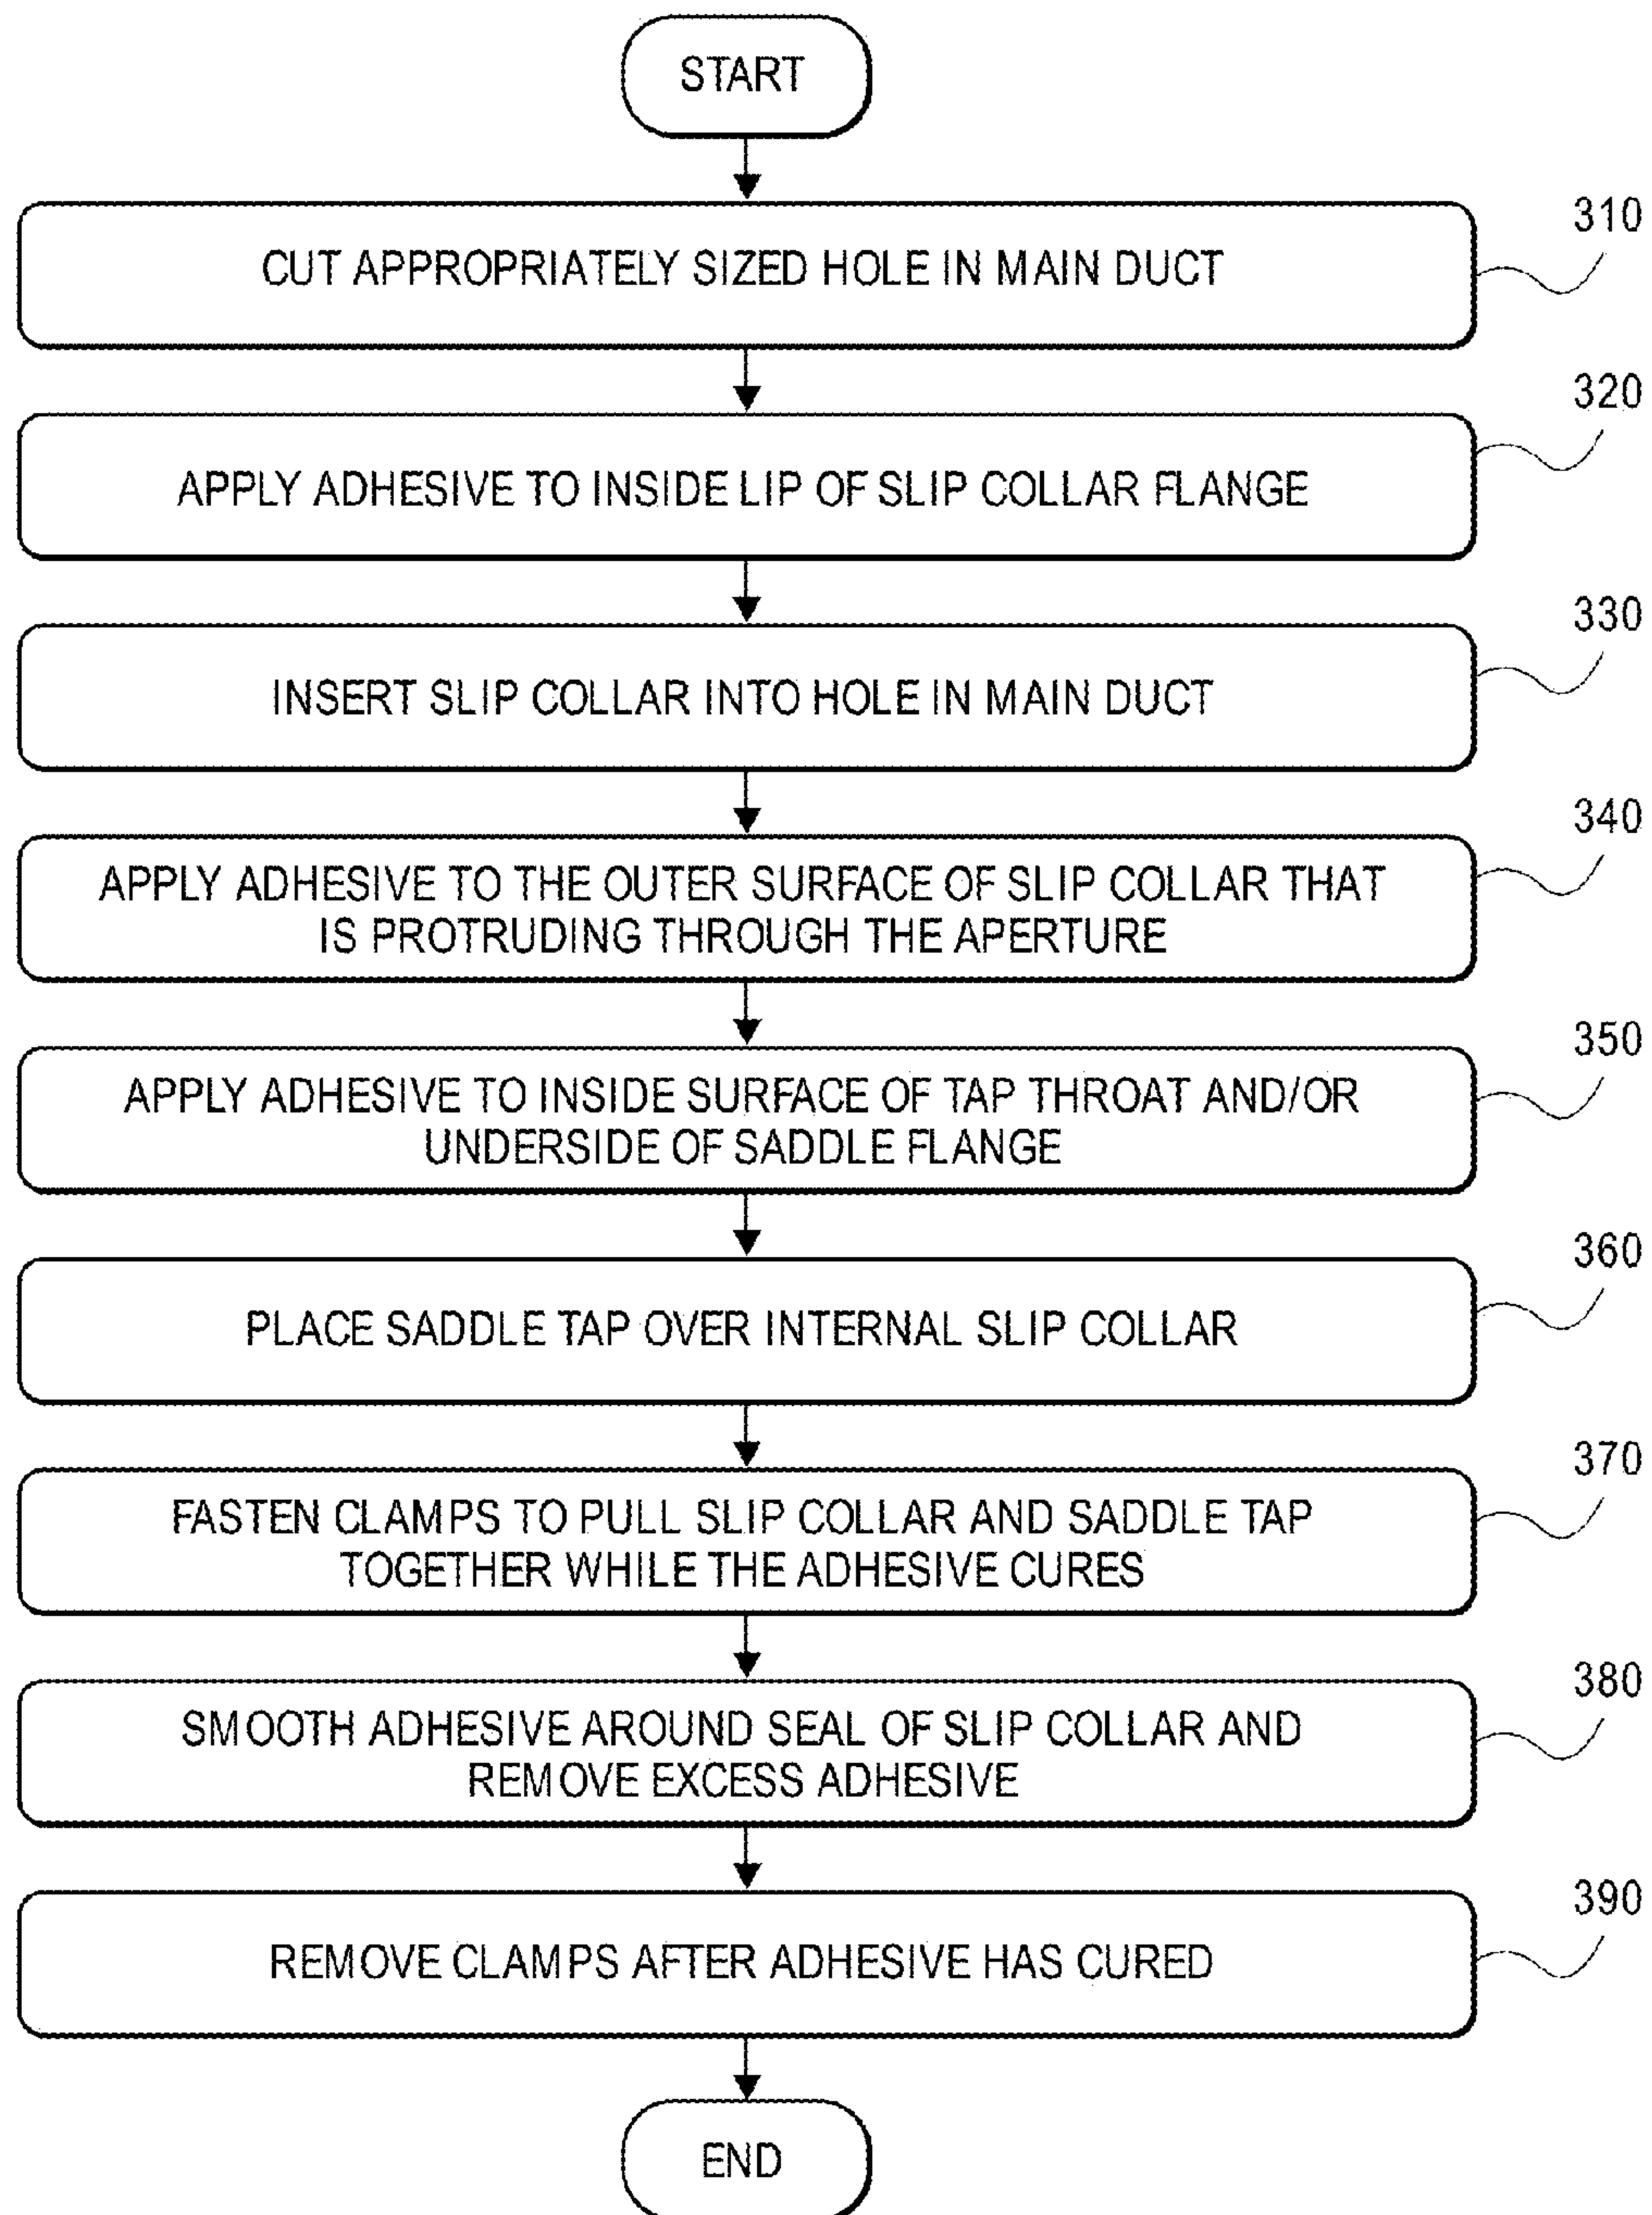 START
310
CUT APPROPRIATELY SIZED HOLE IN MAIN DUCT
320
APPLY ADHESIVE TO INSIDE LIP OF SLIP COLLAR FLANGE
330
INSERT SLIP COLLAR INTO HOLE IN MAIN DUCT
340
APPLY ADHESIVE TO THE OUTER SURFACE OF SLIP COLLAR THAT
IS PROTRUDING THROUGH THE APERTURE
350
APPLY ADHESIVE TO INSIDE SURFACE OF TAP THROAT AND/OR
UNDERSIDE OF SADDLE FLANGE
360
PLACE SADDLE TAP OVER INTERNAL SLIP COLLAR
370
FASTEN CLAMPS TO PULL SLIP COLLAR AND SADDLE TAP
TOGETHER WHILE THE ADHESIVE CURES
380
SMOOTH ADHESIVE AROUND SEAL OF SLIP COLLAR AND
REMOVE EXCESS ADHESIVE
390
REMOVE CLAMPS AFTER ADHESIVE HAS CURED
END